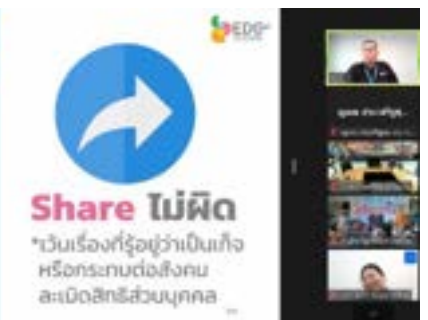 Share ไม่ผิด
*เว้นเรื่องที่รู้อยู่ว่าเป็นเท็จ
หรือกระทบต่อสังคม
ละเมิดสิทธิส่วนบุคคล